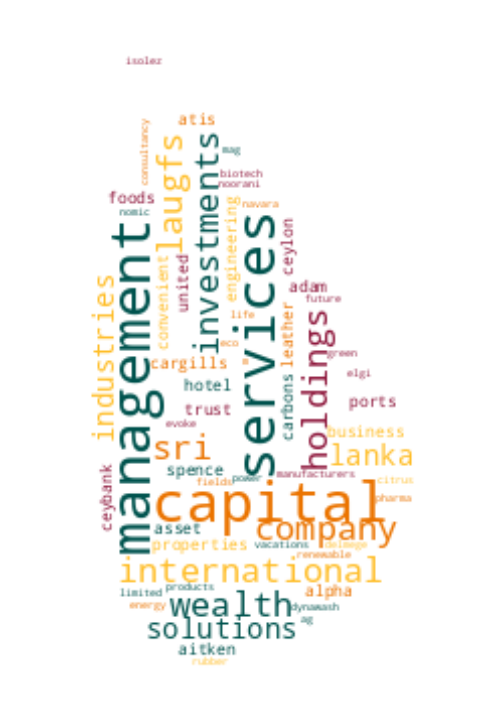 isolez
atis
consultancy
laugfs
investments
mag
biotech
noorani
foods
nomic
navara
engineering
management
services
united
convenient
ceylon
adam
future
industries
life
leather
holdings
eco
green
cargills
elgi
hotel
carbons
trust
ports
evoke
business
sri
lanka
spence
power
manufacturers
fields
citrus
ceybank
capital
pharma
asset
company
properties
vacations
delmege
renewable
international
products
limited
alpha
energy
wealth
dynawash
ag
solutions
aitken
rubber